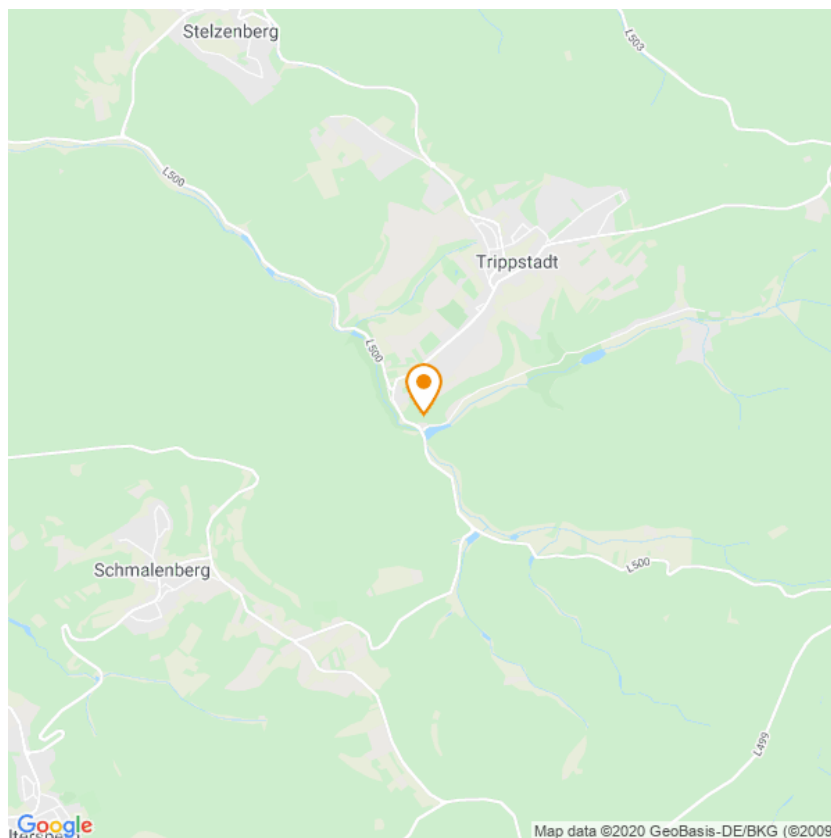 Stelzenberg
L503
L500
Trippstadt
L500
Schmalenberg
L500
L499
Google
Map data ©2020 GeoBasis-DE/BKG (©2009